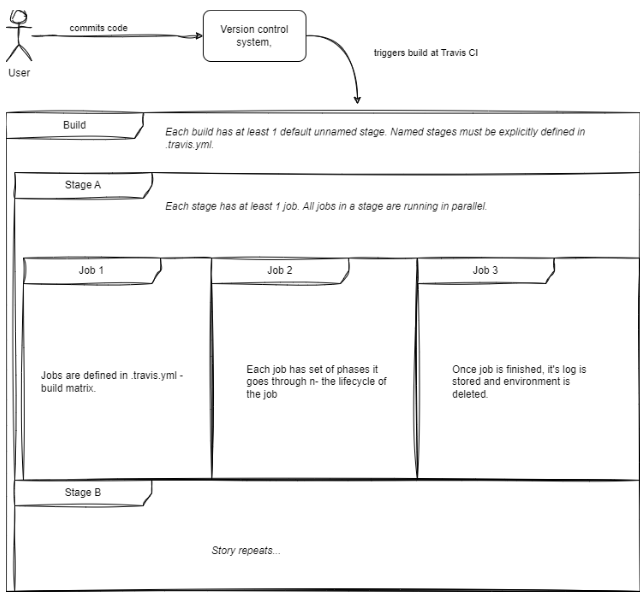 commits code
Version control
system,
triggers build at Travis CI
User
Build
Each build has at least 1 default unnamed stage. Named stages must be explicitly defined in
.travis.yml.
Stage A
Each stage has at least 1 job. All jobs in a stage are running in parallel.
Job 1
Job 2
Job 3
Jobs are defined in .travis.yml -
build matrix.
Each job has set of phases it
goes through n- the lifecycle of
the job
Once job is finished, it's log is
stored and environment is
deleted.
Stage B
Story repeats...